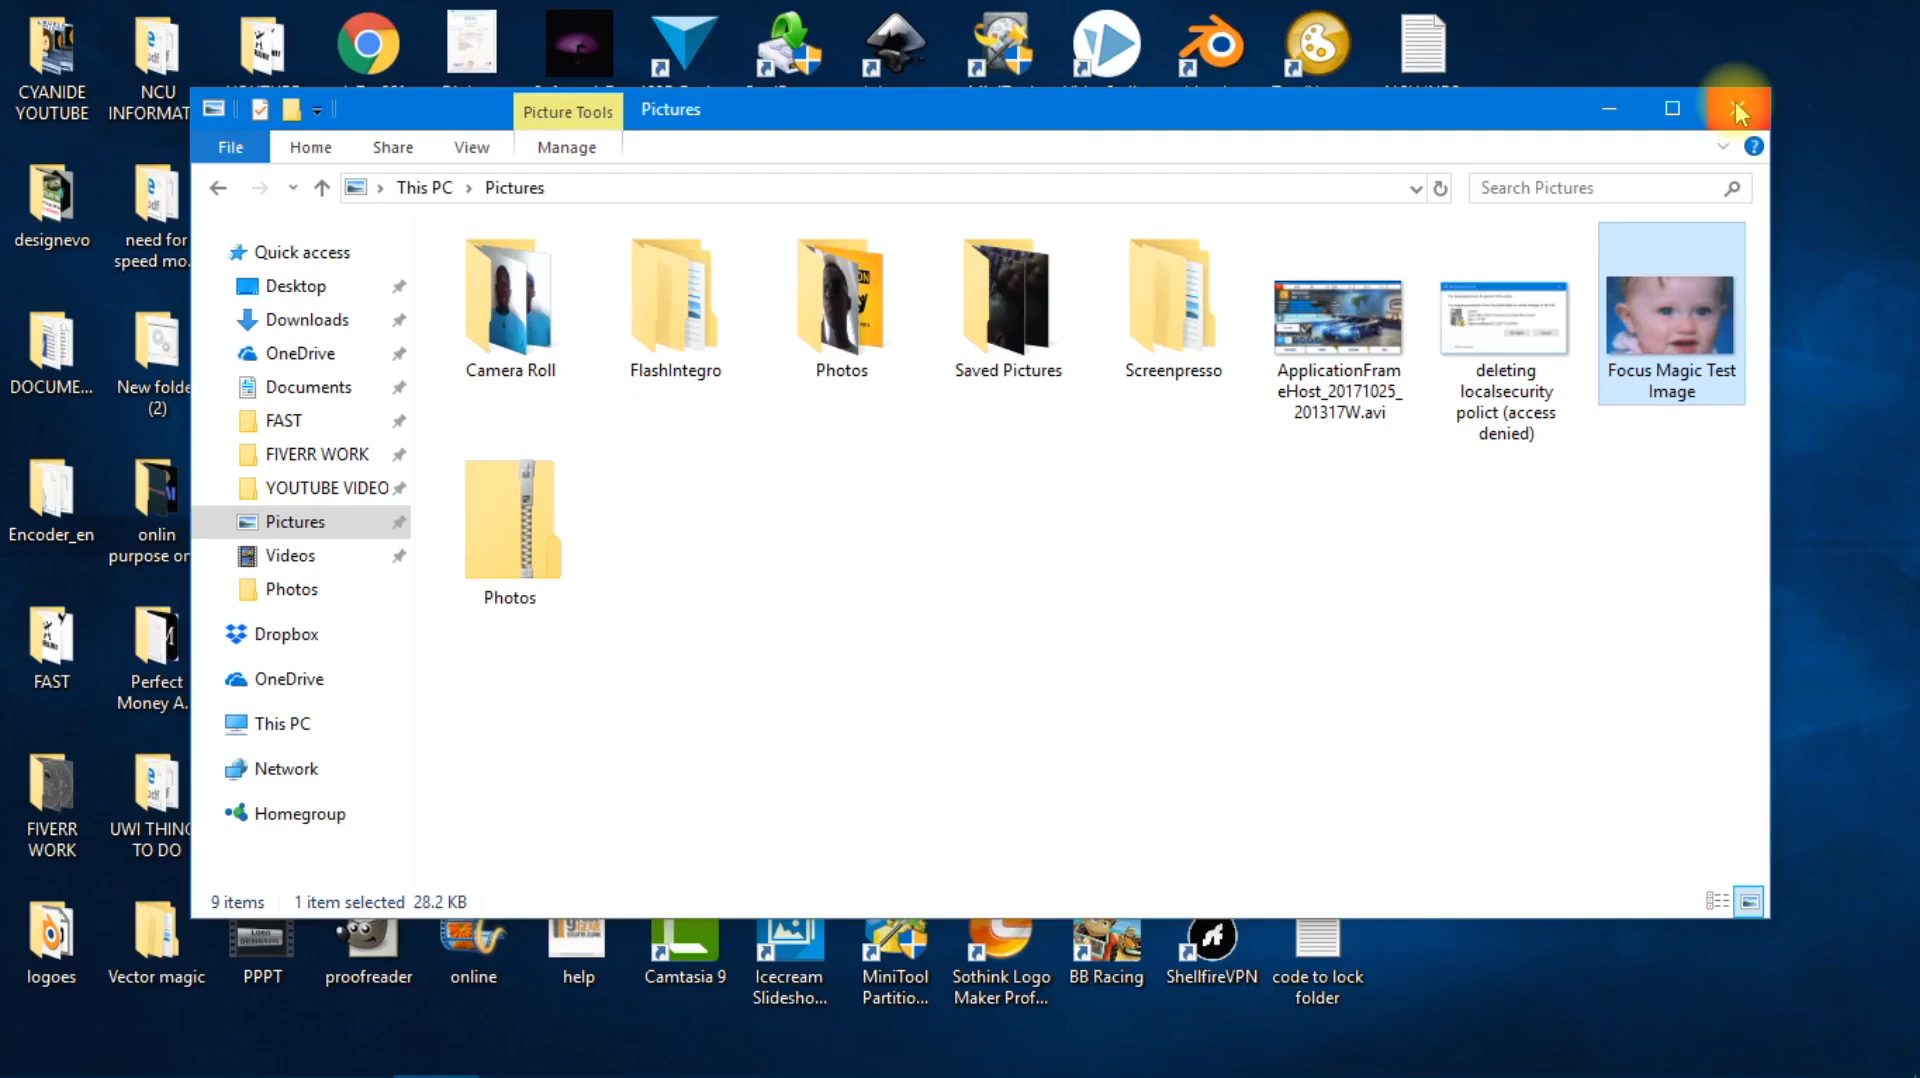 CYANIDE
YOUTUBE
NCU
INFORMAT
Picture Tools
Pictures
File
Home
Share
View
Manage
This PC
Pictures
Search Pictures
designevo
need for
speed mo...
DOCUME...
New folde
(2)
Encoder_en
onlin
purpose on
FAST
Perfect
Money A.
FIVERR
WORK
UWI THING
TO DO
Quick access
Desktop
Downloads
OneDrive
Documents
FAST
FIVERR WORK
YOUTUBE VIDEO
Pictures
Videos
Photos
Dropbox
OneDrive
This PC
Network
Homegroup
Camera Roll
FlashIntegro
Photos
Saved Pictures
Screenpresso
ApplicationFram
eHost_20171025_
201317W.avi
deleting
localsecurity
polict (access
denied)
Focus Magic Test
Image
Photos
9 items
1 item selected 28.2 KB
logoes
Vector magic
PPPT
proofreader
online
help
Camtasia 9
Icecream
Slidesho...
MiniTool
Partitio...
Sothink Logo
Maker Prof...
BB Racing
ShellfireVPN
code to lock
folder